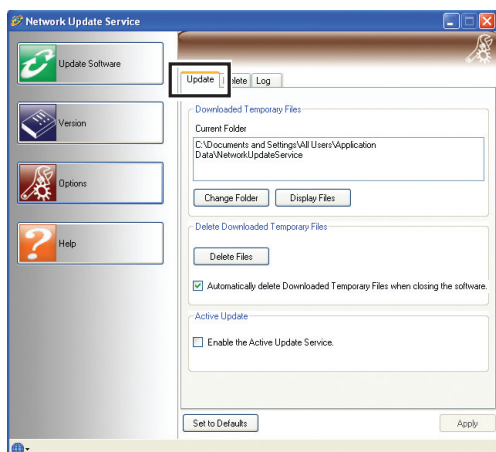 Network Update Service
Update Software
Version
Options
Help
Update
Log
Downloaded Temporary Files
Current Folder
C:\Documents and Settings\All Users\Application
Data\NetworkUpdateService
Change Folder
Display Files
Delete Downloaded Temporary Files
Delete Files
Automatically delete Downloaded Temporary Files when closing the software.
Active Update
Enable the Active Update Service.
Set to Defaults
Apply